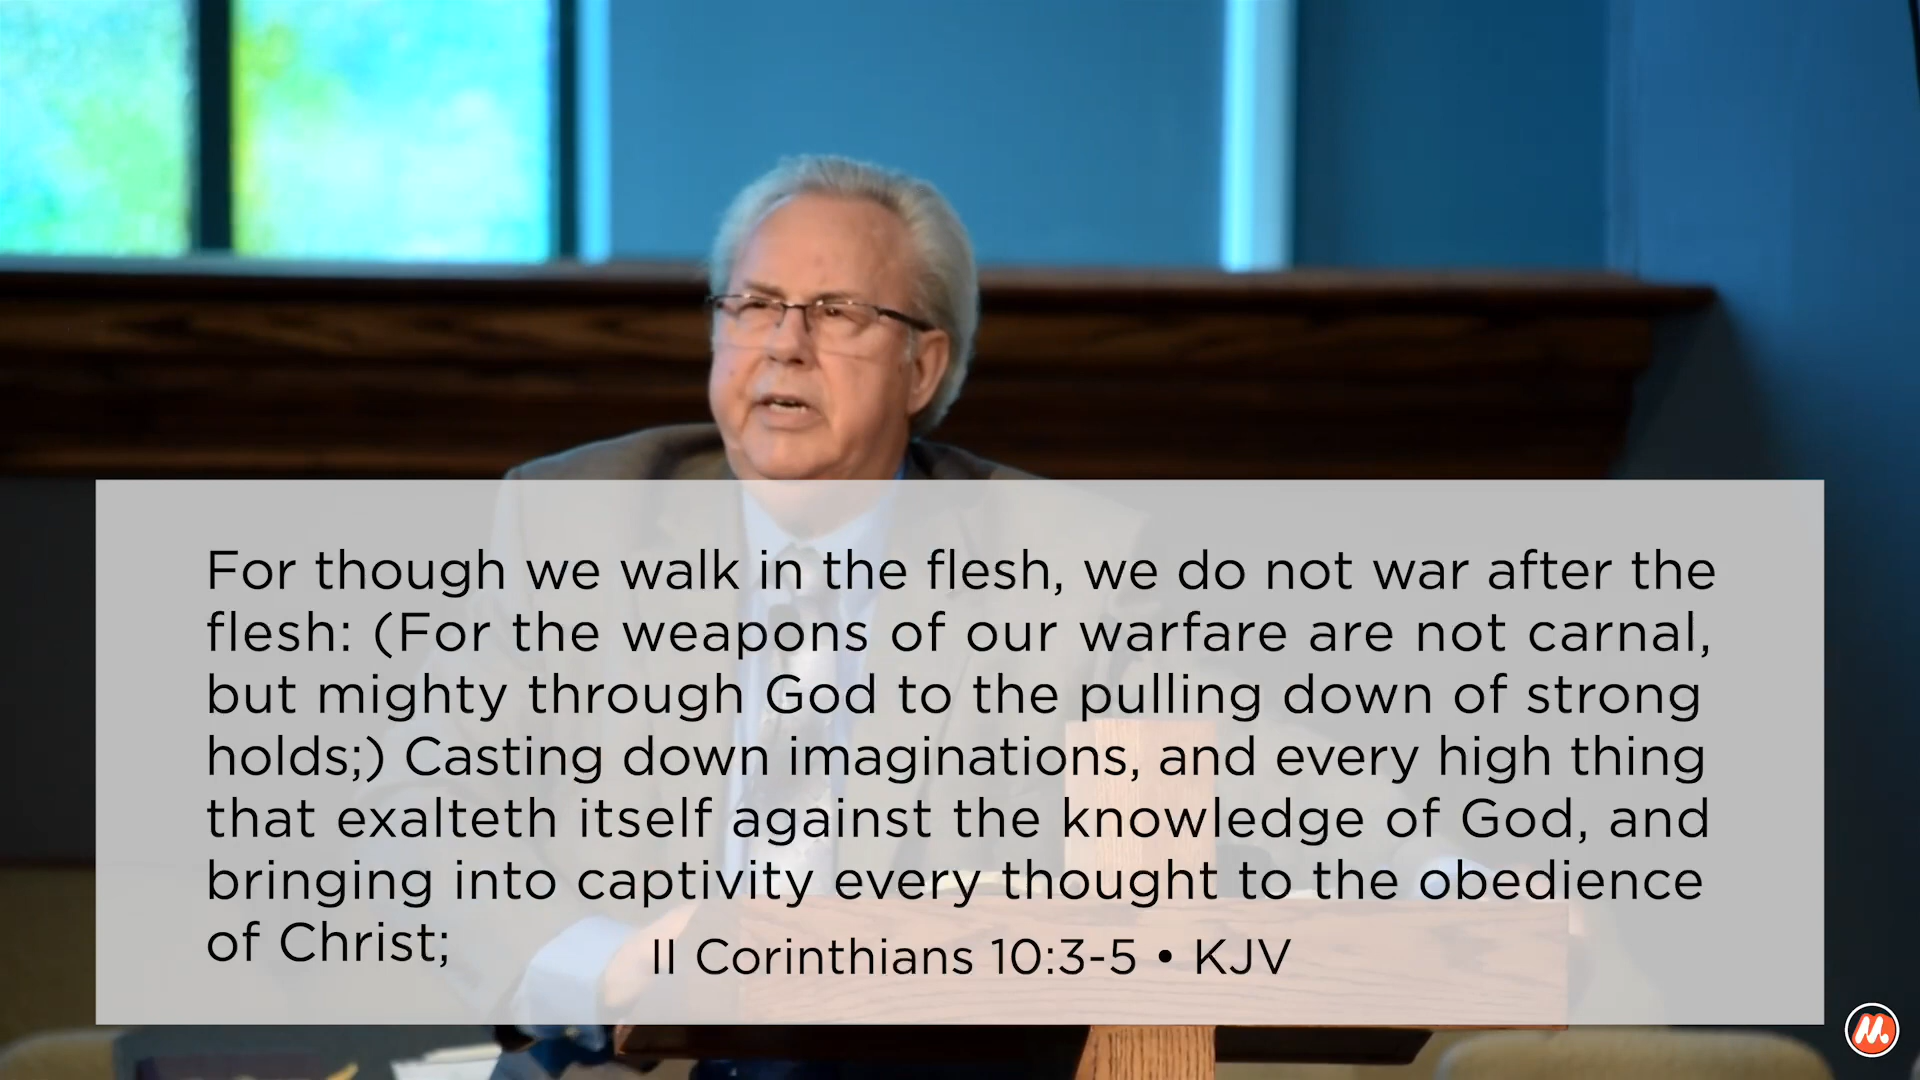 For though we walk in the flesh, we do not war after the
flesh: (For the weapons of our warfare are not carnal,
but mighty through God to the pulling down of strong
holds;) Casting down imaginations, and every high thing
that exalteth itself against the knowledge of God, and
bringing into captivity every thought to the obedience
of Christ;
II Corinthians 10:3-5 • KJV
M